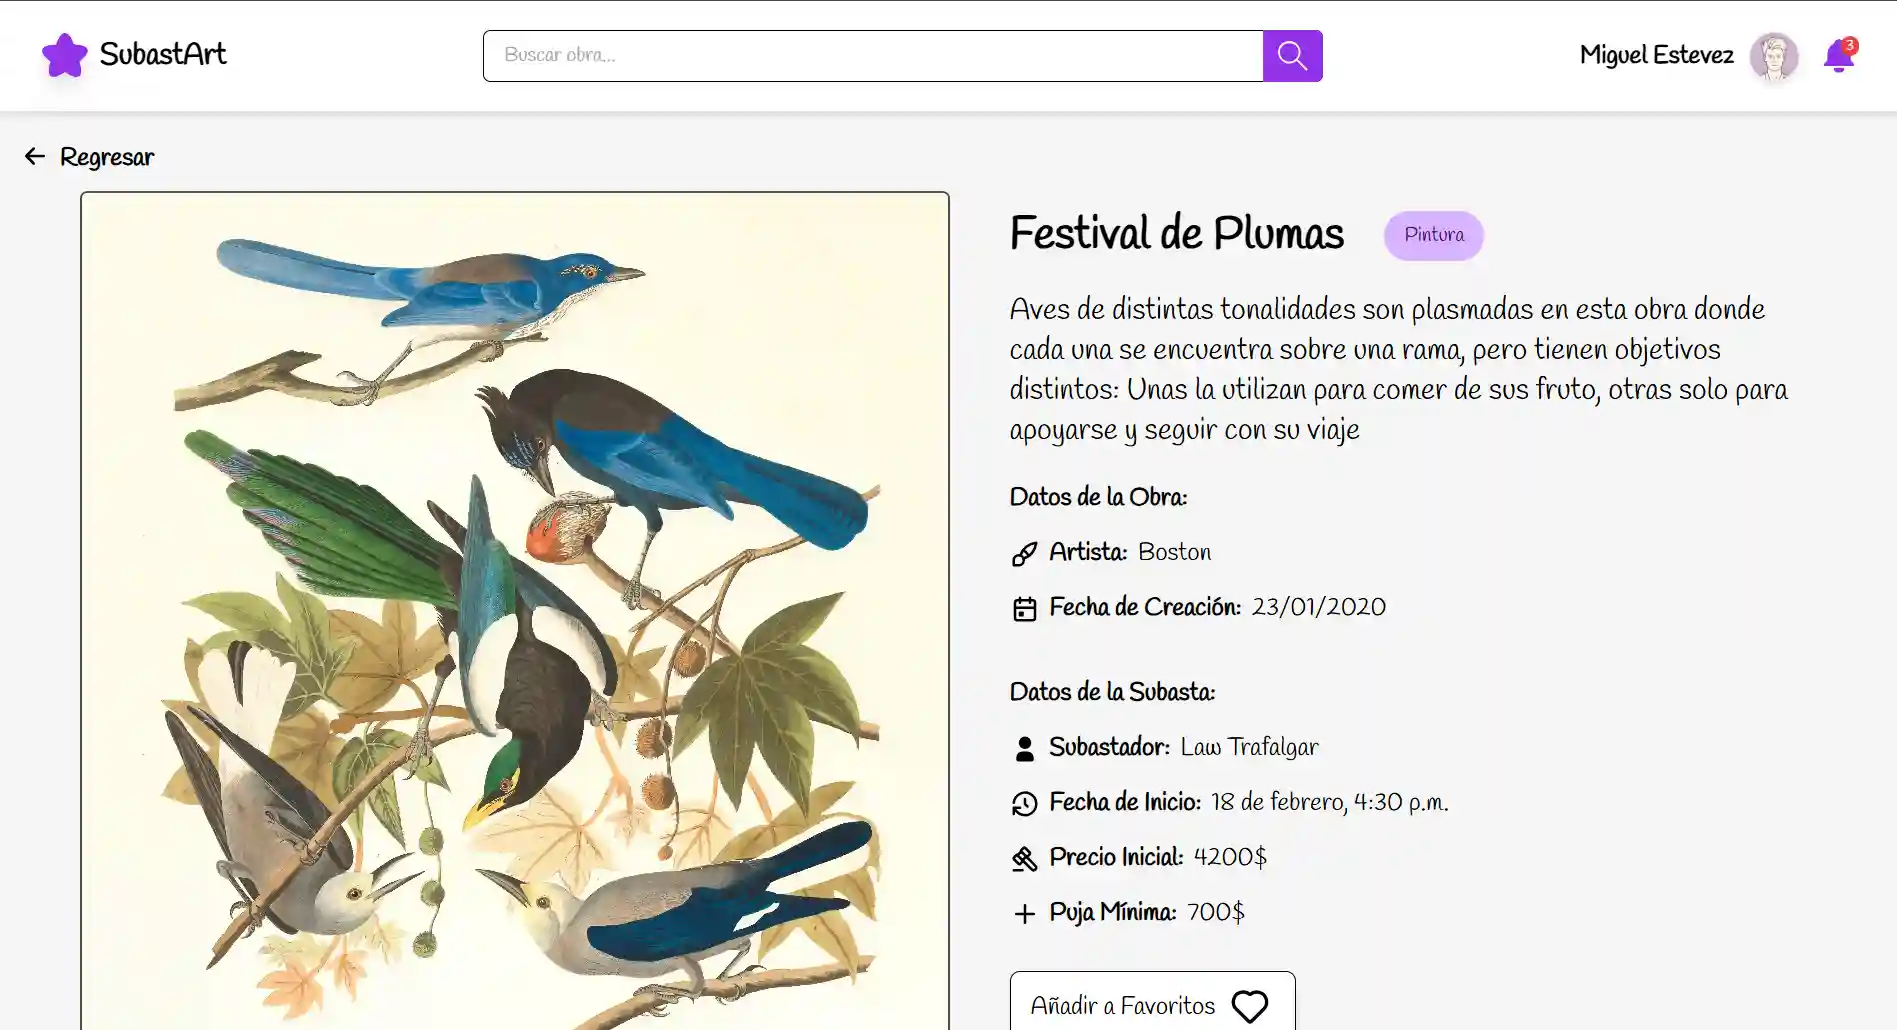 SubastArt
Buscar obra...
Miguel Estevez
3
Regresar
Festival de Plumas
Pintura
Aves de distintas tonalidades son plasmadas en esta obra donde
cada una se encuentra sobre una rama, pero tienen objetivos
distintos: Unas la utilizan para comer de sus fruto, otras solo para
apoyarse y seguir con su viaje
Datos de la Obra:
Artista: Boston
Fecha de Creación: 23/01/2020
Datos de la Subasta:
Subastador: Law Trafalgar
Fecha de Inicio: 18 de febrero, 4:30 p.m.
Precio Inicial: 4200$
Puja Mínima: 700$
Añadir a Favoritos